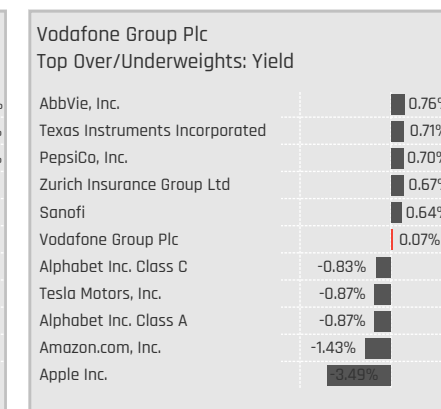 Vodafone Group Plc
Top Over/Underweights: Yield
AbbVie, Inc. 0.76%
Texas Instruments Incorporated 0.71%
PepsiCo, Inc. 0.70%
Zurich Insurance Group Ltd 0.67%
Sanofi 0.64%
Vodafone Group Plc 0.07%
Alphabet Inc. Class C -0.83%
Tesla Motors, Inc. -0.87%
Alphabet Inc. Class A -0.87%
Amazon.com, Inc. -1.43%
Apple Inc. -3.49%